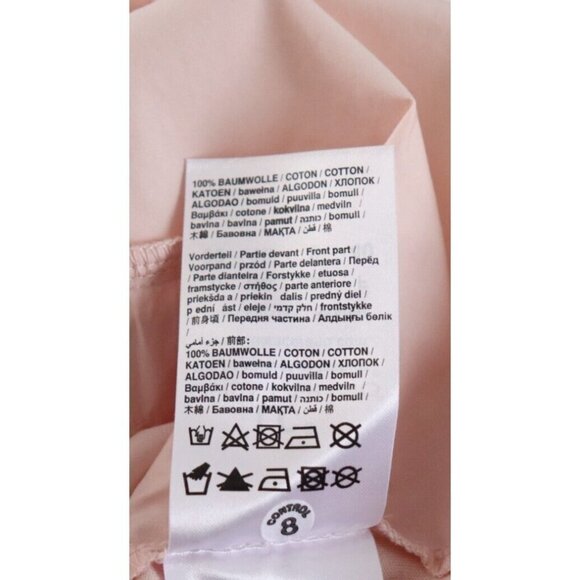 100% BAUMWOLLE / COTON / COTTON /
KATOEN / bawełna / ALGODON / ХЛОПОК /
ALGODAO / bomuld / puuvilla / bomull /
Βαμβάκι / cotone / kokvilna / medviln /
bavlna / bavlna / pamut / כותנה / bomull /
木綿 / Бавовна / МАҚТА / قطن / 棉
Vorderteil / Partie devant / Front part /
Voorpand / przód / Parte delantera / Перёд
/ Parte dianteira / Forstykke / etuosa /
framstycke / στήθος / parte anteriore /
priekšda a / priekin dalis / predný diel /
p ední ást / eleje / חלק קדמי / frontstykke
/ 前身頃 / Передня частина / Алдыңғы бөлік
/
جزء أمامي / 前部:
100% BAUMWOLLE / COTON / COTTON /
KATOEN / bawełna / ALGODON / ХЛОПОК /
ALGODAO / bomuld / puuvilla / bomull /
Βαμβάκι / cotone / kokvilna / medviln /
bavlna / bavlna / pamut / כותנה / bomull /
木綿 / Бавовна / МАҚТА / قطن / 棉
CONTROL
8